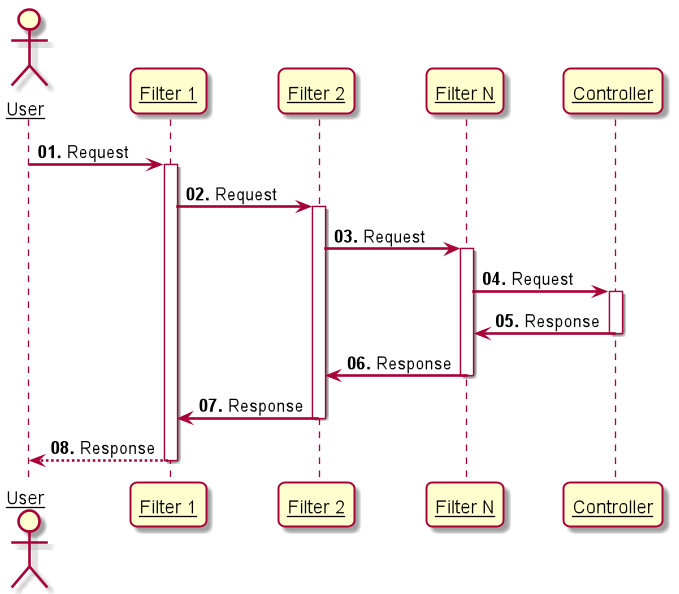 User
Filter 1
Filter 2
Filter N
Controller
01. Request
02. Request
03. Request
04. Request
05. Response
06. Response
07. Response
08. Response
User
Filter 1
Filter 2
Filter N
Controller